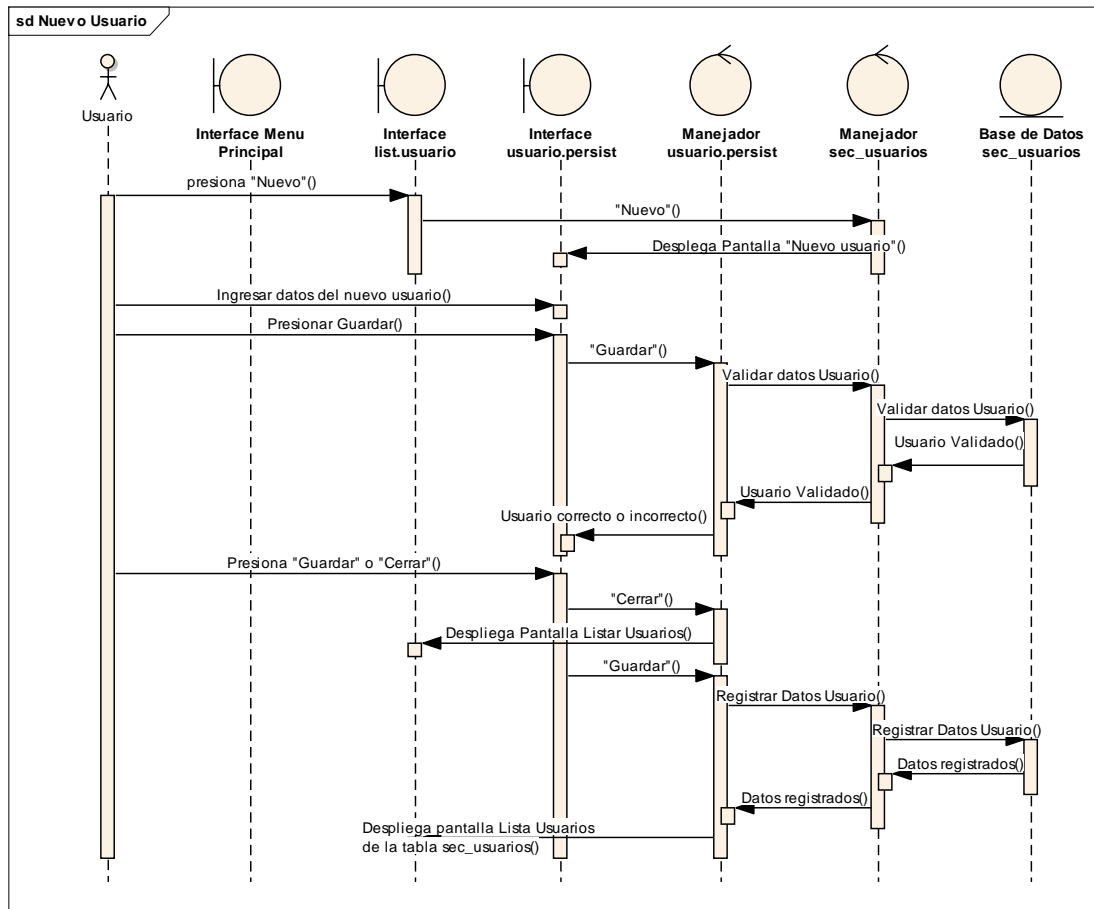 sd Nuevo Usuario
Usuario
Interface Menu
Principal
Interface
list.usuario
Interface
usuario.persist
Manejador
usuario.persist
Manejador
sec_usuarios
Base de Datos
sec_usuarios
presiona "Nuevo"()
"Nuevo"()
Desplega Pantalla "Nuevo usuario"()
Ingresar datos del nuevo usuario()
Presionar Guardar()
"Guardar"()
Validar datos Usuario()
Validar datos Usuario()
Usuario Validado()
Usuario Validado()
Usuario correcto o incorrecto()
Presiona "Guardar" o "Cerrar"()
"Cerrar"()
Despliega Pantalla Listar Usuarios()
"Guardar"()
Registrar Datos Usuario()
Registrar Datos Usuario()
Datos registrados()
Datos registrados()
Despliega pantalla Lista Usuarios
de la tabla sec_usuarios()